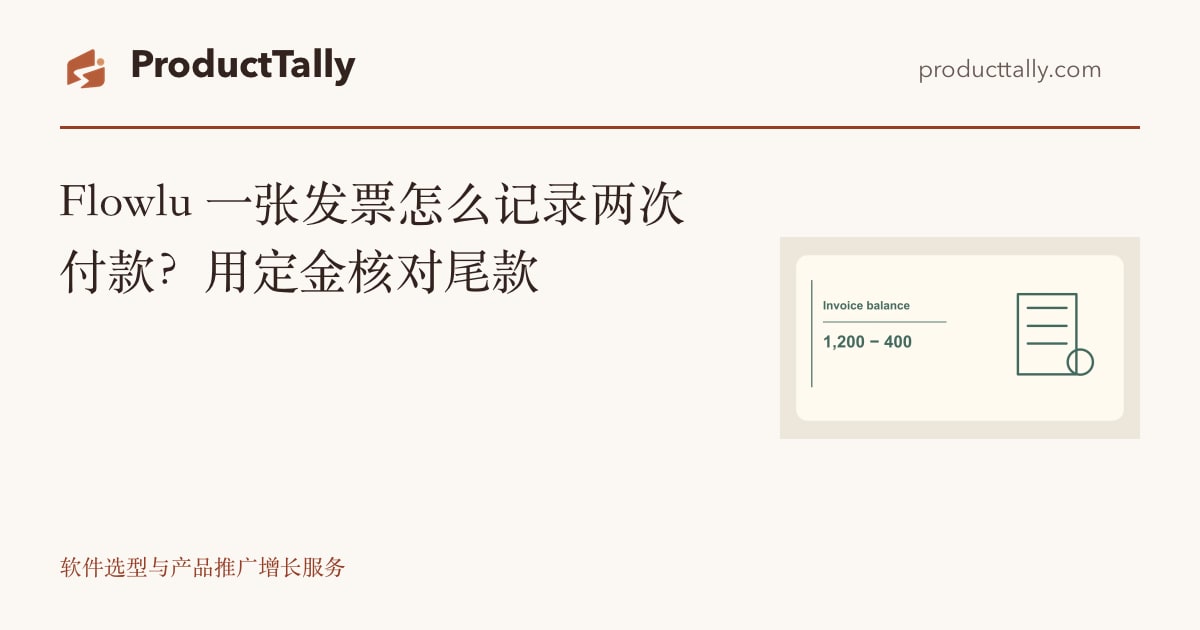 ProductTally
producttally.com
Flowlu 一张发票怎么记录两次
付款？用定金核对尾款
Invoice balance
1,200 − 400
软件选型与产品推广增长服务